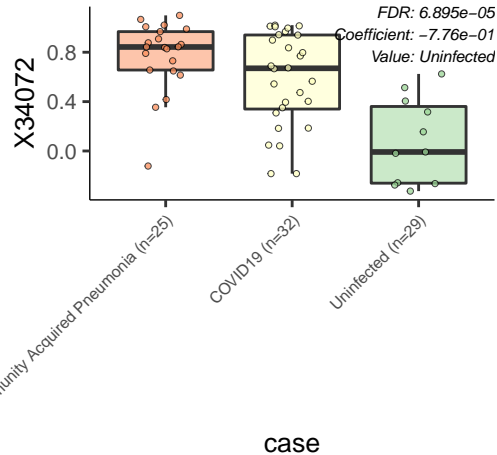 FDR: 6.895e−05
Coefficient: −7.76e−01
Value: Uninfected
X34072
0.8
0.4
0.0
Acquired Pneumonia (n=25)
COVID19 (n=32)
Uninfected (n=29)
case